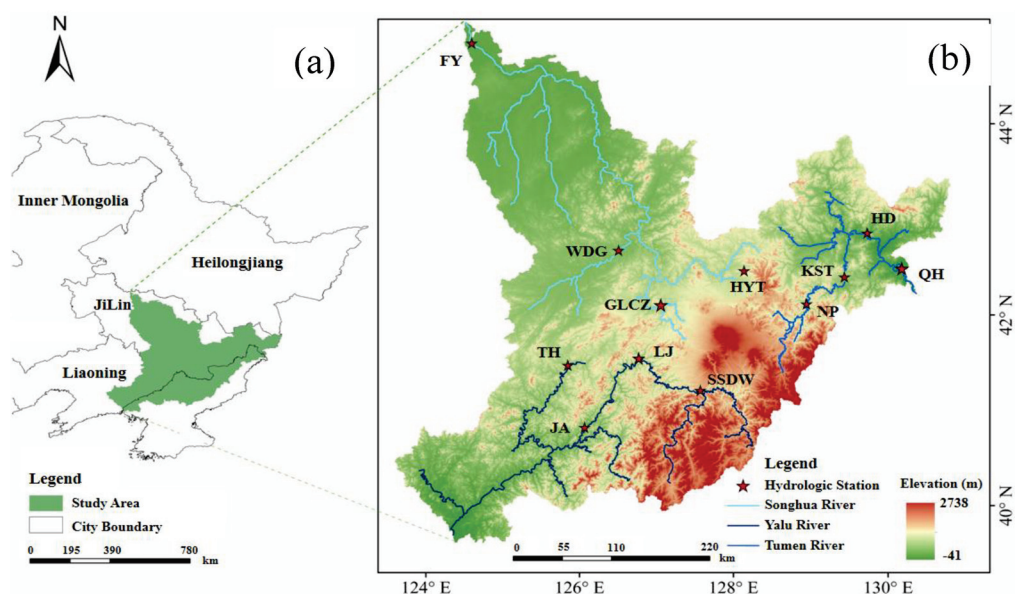 N
(a)
Inner Mongolia
Heilongjiang
JiLin
Liaoning
Legend
Study Area
City Boundary
0 195 390 780
km
(b)
FY
WDG
GLCZ
HYT
HD
KST
QH
NP
TH
LJ
SSDW
JA
Legend
Hydrologic Station
Songhua River
Yalu River
Tumen River
Elevation (m)
2738
-41
0 55 110 220
km
44° N
42° N
40° N
124° E 126° E 128° E 130° E